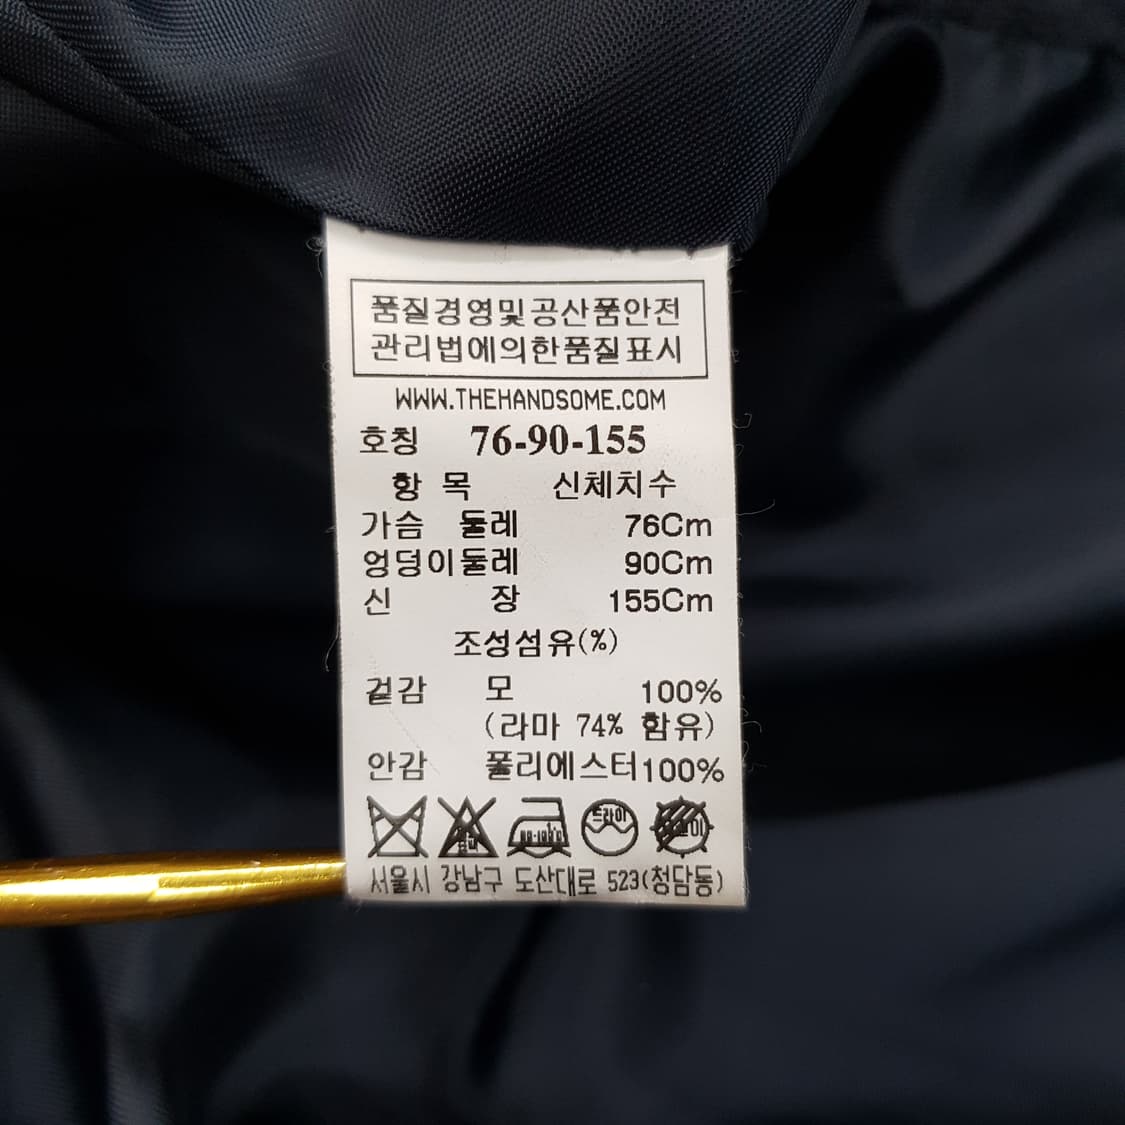 품질경영및공산품안전
관리법에의한품질표시
WWW.THEHANDSOME.COM
호칭 76-90-155
항 목 신체치수
가슴 둘레 76Cm
엉덩이둘레 90Cm
신 장 155Cm
조성섬유(%)
겉감 모 100%
(라마 74% 함유)
안감 폴리에스터100%
드라이
서울시 강남구 도산대로 523(청담동)